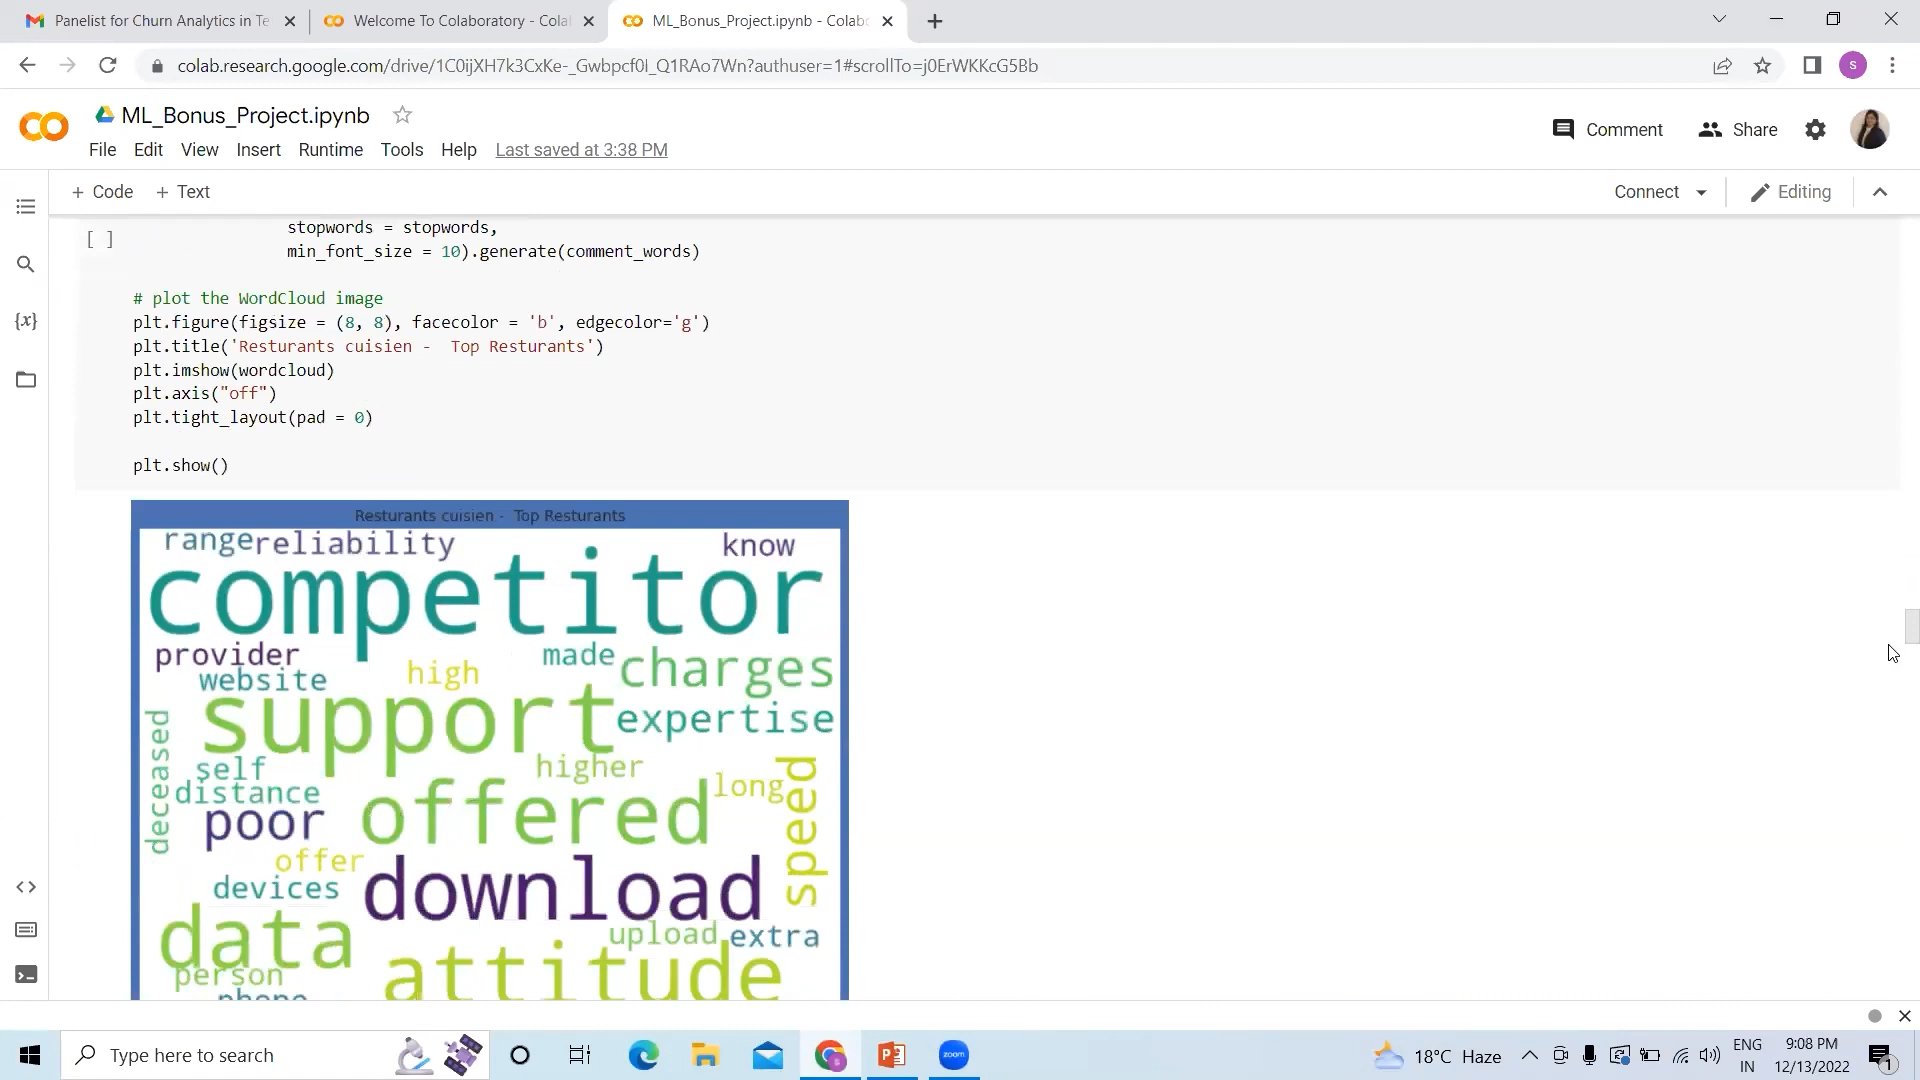 Panelist for Churn Analytics in Te
Welcome To Colaboratory - Colal
ML_Bonus_Project.ipynb - Colabo
colab.research.google.com/drive/1C0ijXH7k3CxKe-_Gwbpcf0l_Q1RAo7Wn?authuser=1#scrollTo=j0ErWKKcG5Bb
S
ML_Bonus_Project.ipynb
Comment
Share
File Edit View Insert Runtime Tools Help Last saved at 3:38 PM
+ Code + Text
Connect
Editing
{x}
[ ]
stopwords = stopwords,
min_font_size = 10).generate(comment_words)
# plot the WordCloud image
plt.figure(figsize = (8, 8), facecolor = 'b', edgecolor='g')
plt.title('Resturants cuisien -  Top Resturants')
plt.imshow(wordcloud)
plt.axis("off")
plt.tight_layout(pad = 0)
plt.show()
Resturants cuisien -  Top Resturants
range reliability know
competitor
provider made charges
website high
support expertise
deceased self higher
distance long speed
poor offered
offer
devices download
data upload extra
person attitude
phone
Type here to search
zoom
18°C Haze
ENG
IN
9:08 PM
12/13/2022
1